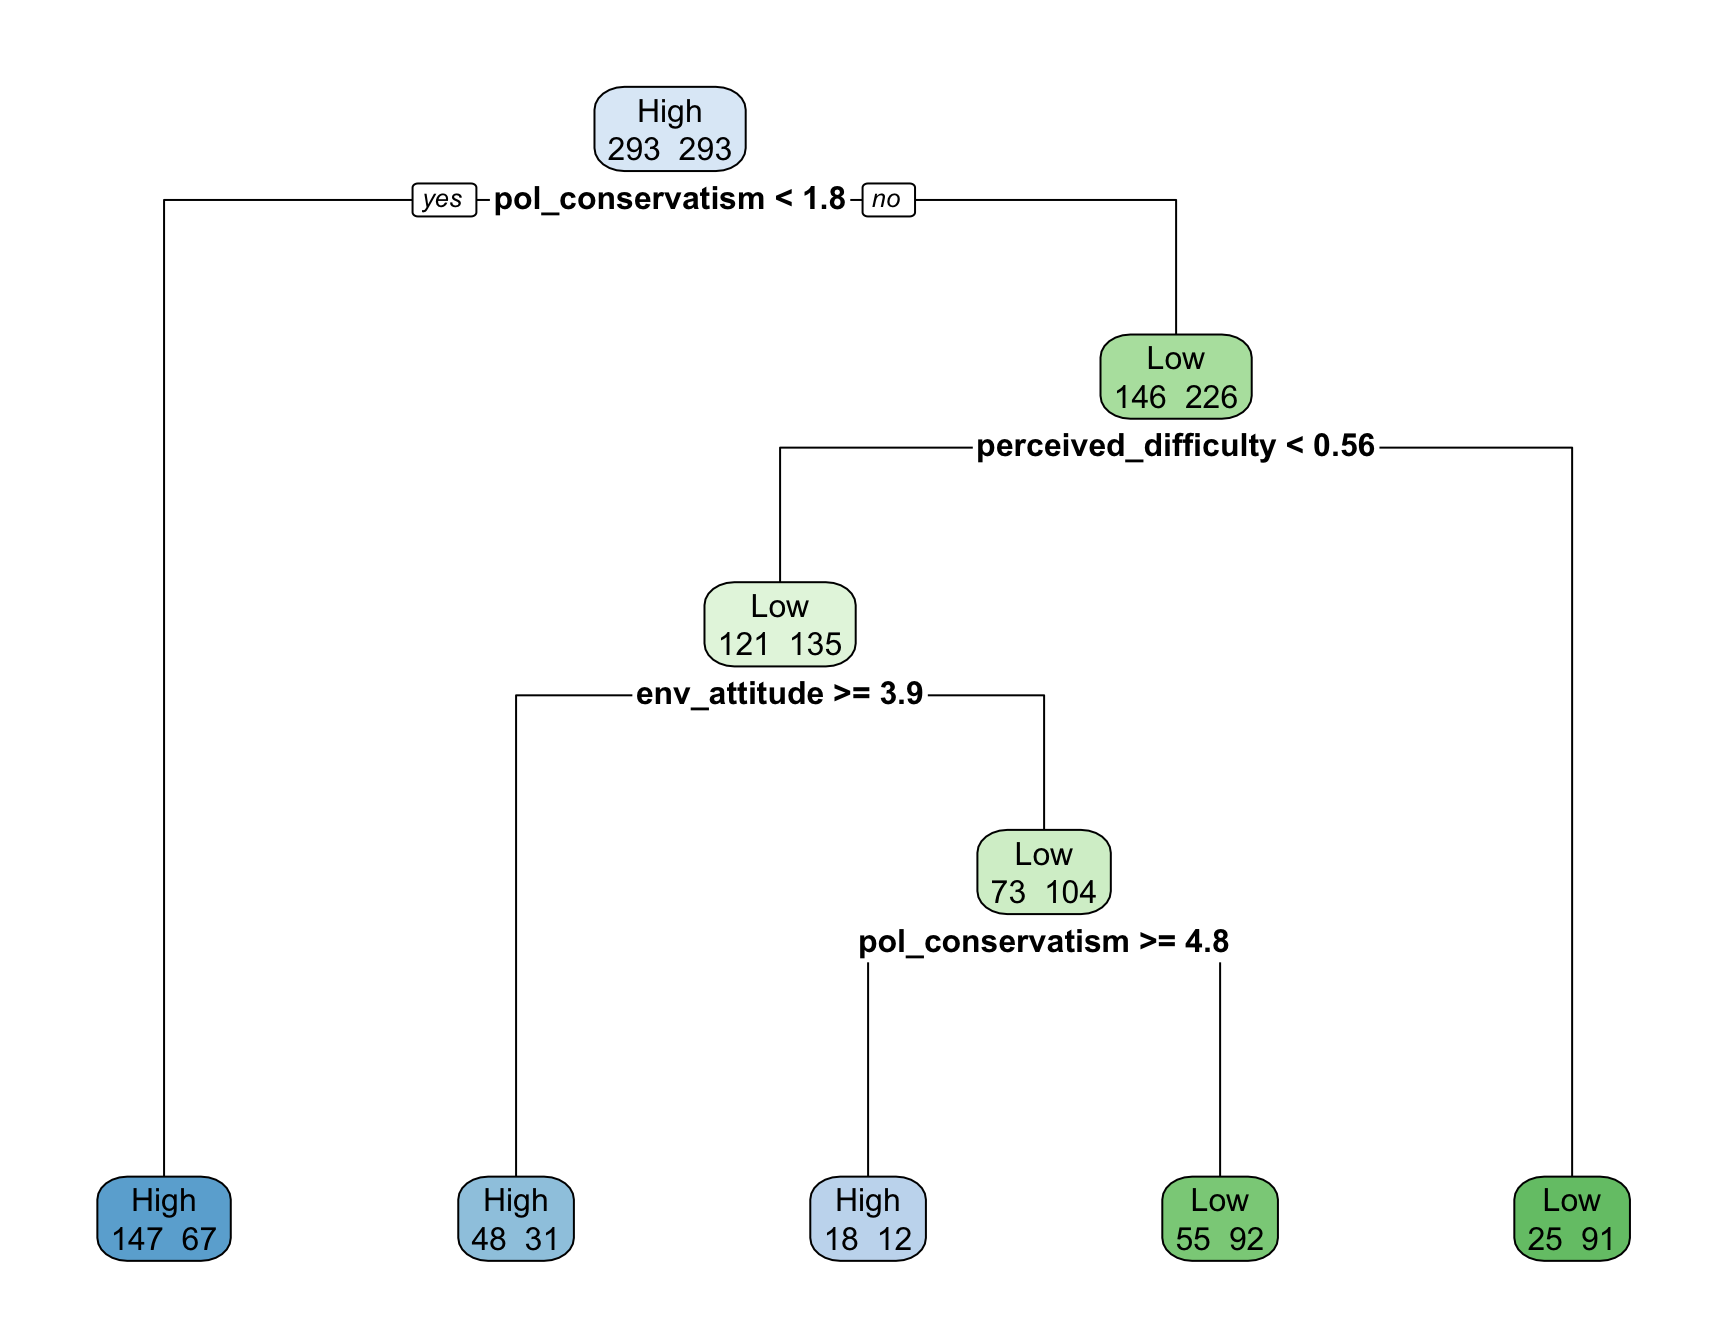 High
293 293
yes pol_conservatism < 1.8 no
Low
146 226
perceived_difficulty < 0.56
Low
121 135
env_attitude >= 3.9
Low
73 104
pol_conservatism >= 4.8
High
147 67
High
48 31
High
18 12
Low
55 92
Low
25 91